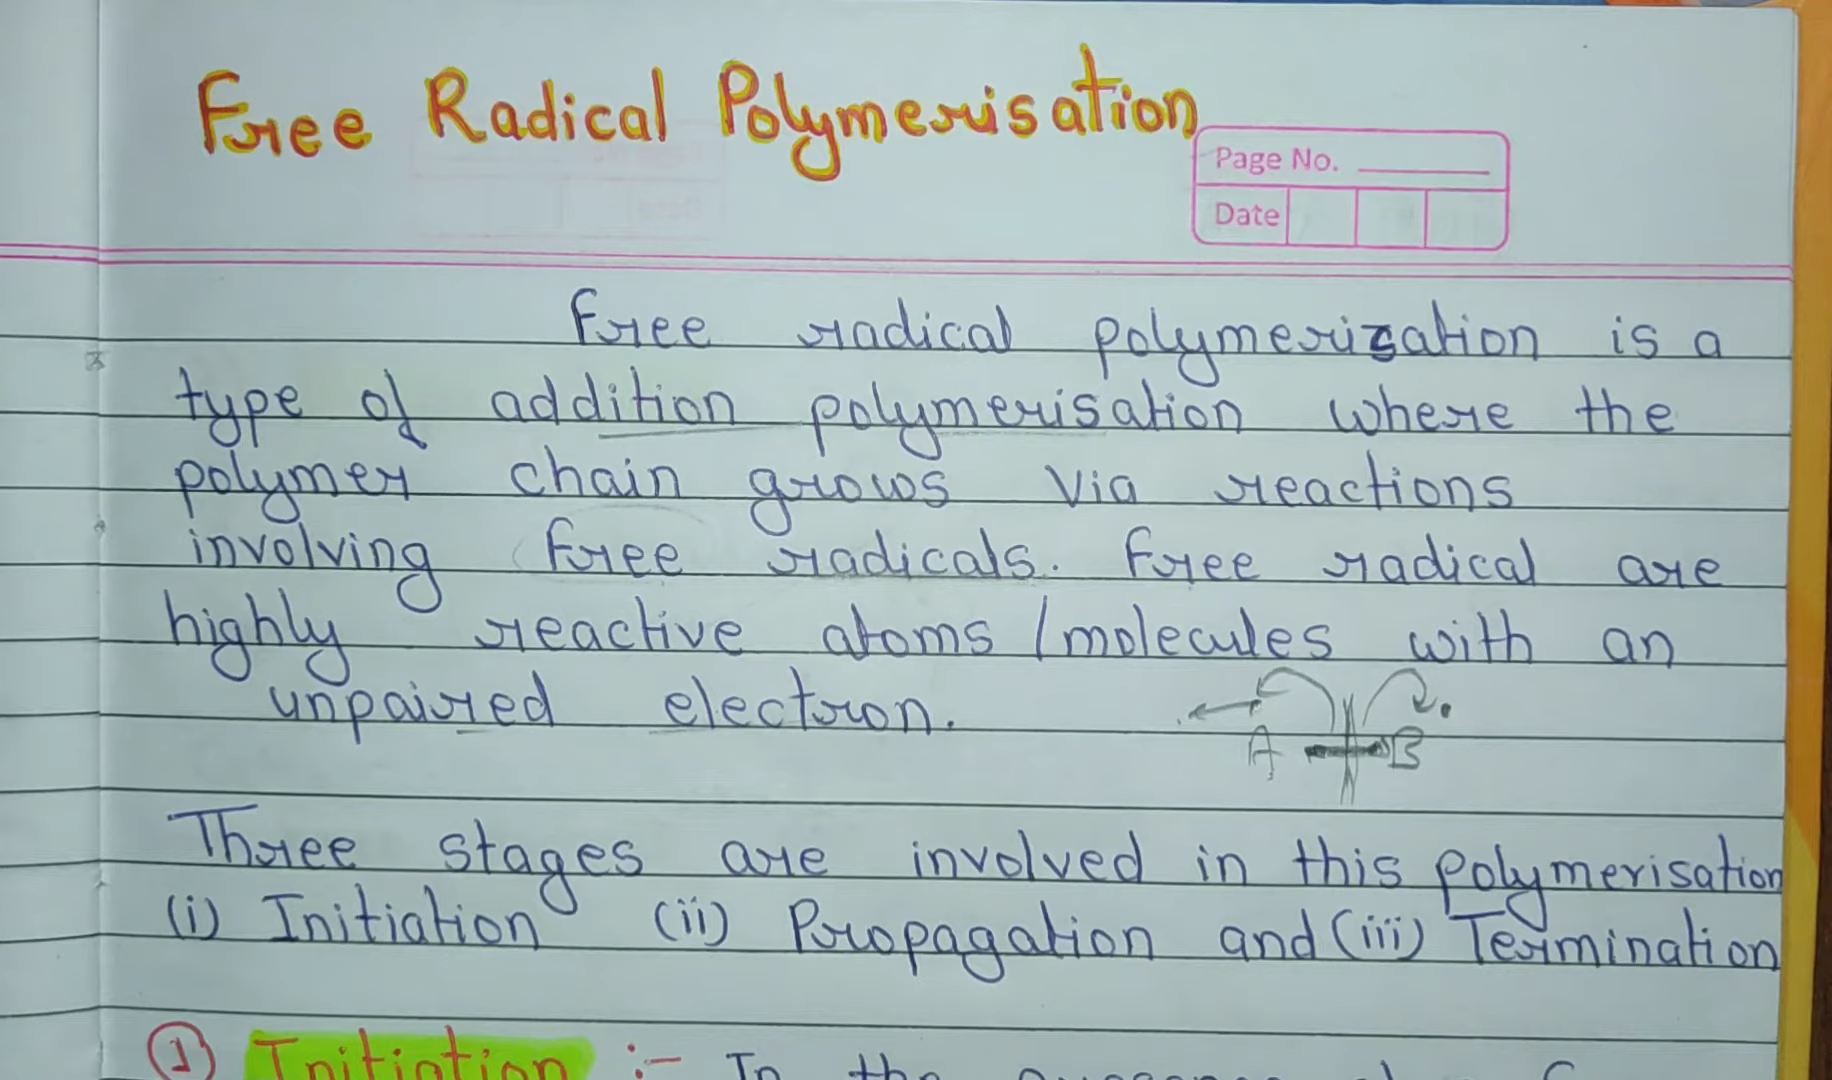 Free Radical Polymerisation
Page No.
Date
Free radical polymerisation is a
type of addition polymerisation where the
polymer chain grows via reactions
involving free radicals. Free radical are
highly reactive atoms / molecules with an
unpaired electron.
A B
Three stages are involved in this polymerisation
(i) Initiation (ii) Propagation and (iii) Termination
1 Initiation :- In the